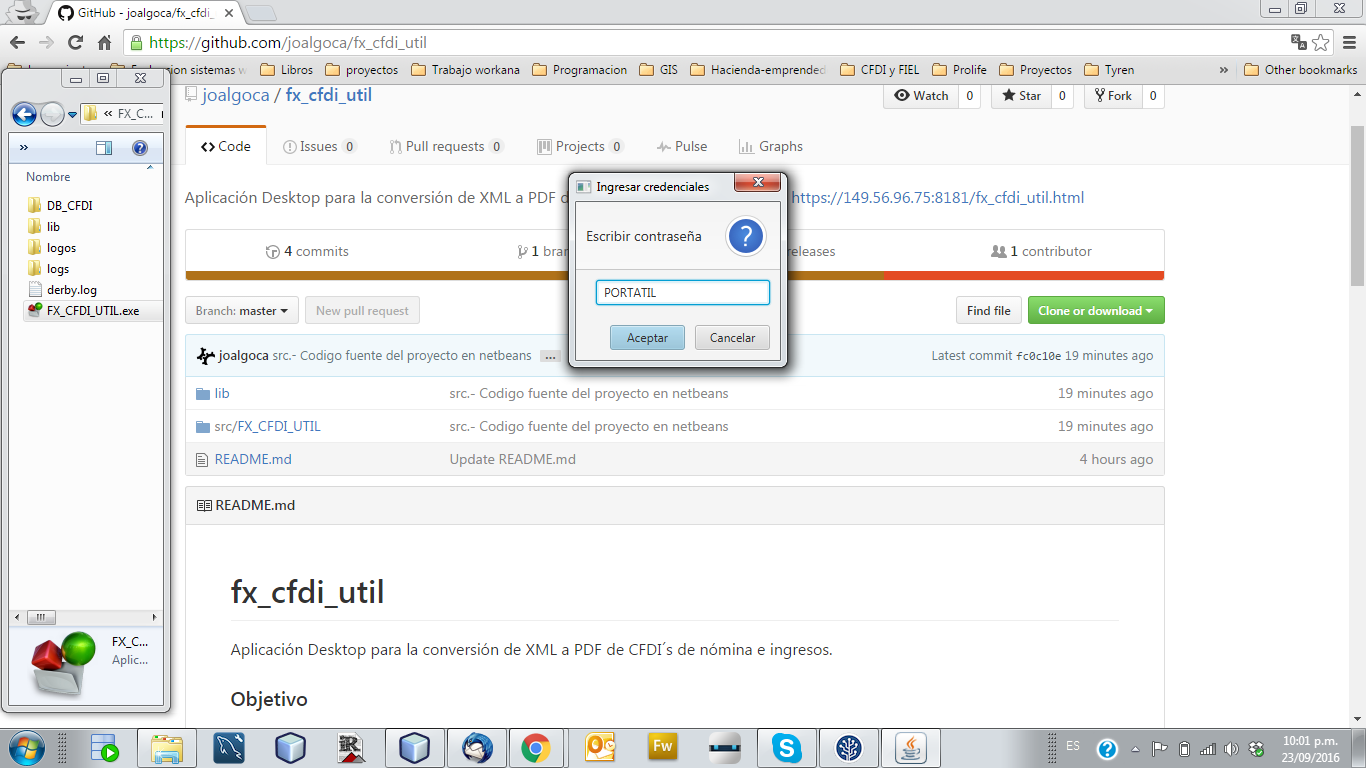 GitHub - joalgoca/fx_cfdi_
https://github.com/joalgoca/fx_cfdi_util
Libros
proyectos
Trabajo workana
Programacion
GIS
Hacienda-emprended
CFDI y FIEL
Prolife
Proyectos
Tyren
»
Other bookmarks
« FX_C...
»
Nombre
DB_CFDI
lib
logos
logs
derby.log
FX_CFDI_UTIL.exe
FX_C...
Aplic...
joalgoca / fx_cfdi_util
Watch 0
Star 0
Fork 0
Code
Issues 0
Pull requests 0
Projects 0
Pulse
Graphs
Aplicación Desktop para la conversión de XML a PDF d
https://149.56.96.75:8181/fx_cfdi_util.html
4 commits
1 bran
releases
1 contributor
Ingresar credenciales
Escribir contraseña
?
PORTATIL
Aceptar
Cancelar
Branch: master
New pull request
Find file
Clone or download
joalgoca src.- Codigo fuente del proyecto en netbeans ...
Latest commit fc0c10e 19 minutes ago
lib src.- Codigo fuente del proyecto en netbeans 19 minutes ago
src/FX_CFDI_UTIL src.- Codigo fuente del proyecto en netbeans 19 minutes ago
README.md Update README.md 4 hours ago
README.md
fx_cfdi_util
Aplicación Desktop para la conversión de XML a PDF de CFDI´s de nómina e ingresos.
Objetivo
Fw
ES
10:01 p.m.
23/09/2016